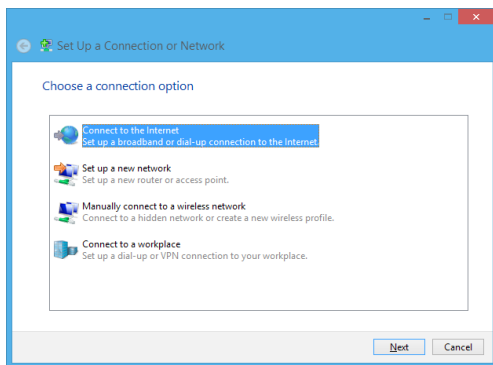 Set Up a Connection or Network
Choose a connection option
Connect to the Internet
Set up a broadband or dial-up connection to the Internet.
Set up a new network
Set up a new router or access point.
Manually connect to a wireless network
Connect to a hidden network or create a new wireless profile.
Connect to a workplace
Set up a dial-up or VPN connection to your workplace.
Next Cancel